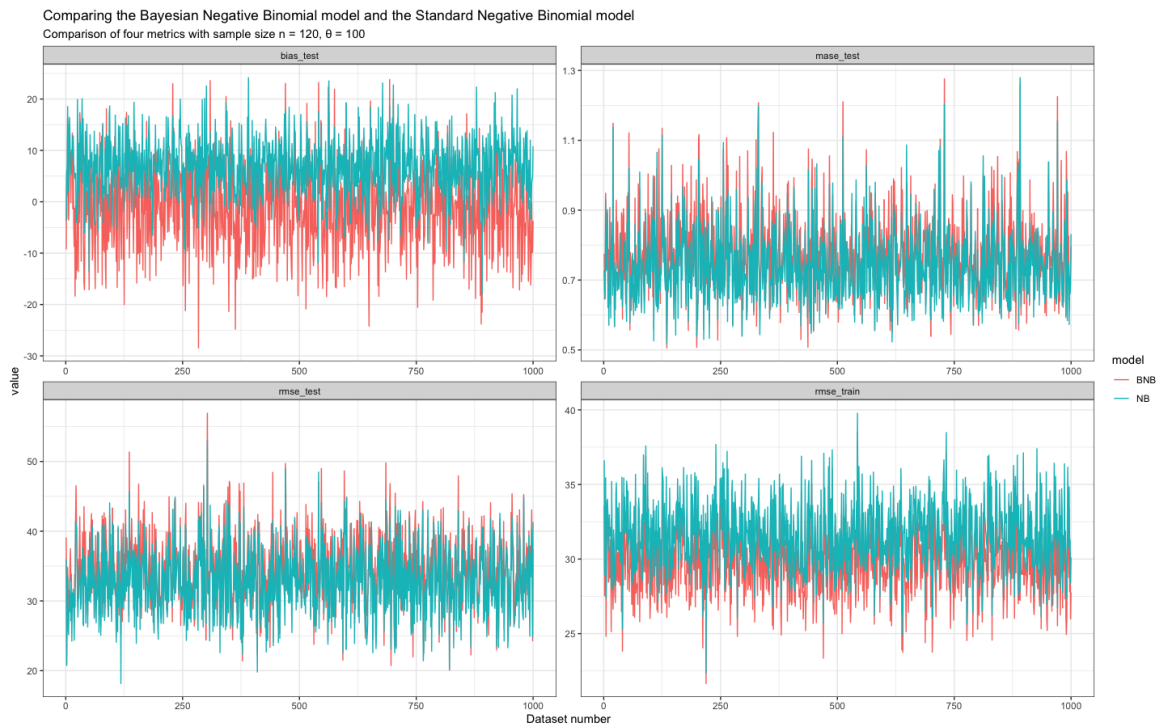 Comparing the Bayesian Negative Binomial model and the Standard Negative Binomial model
Comparison of four metrics with sample size n = 120, θ = 100
bias_test
mase_test
20
10
0
-10
-20
-30
1.3
1.1
0.9
0.7
0.5
0 250 500 750 1000
0 250 500 750 1000
value
rmse_test
rmse_train
50
40
30
20
40
35
30
25
0 250 500 750 1000
0 250 500 750 1000
Dataset number
model
BNB
NB